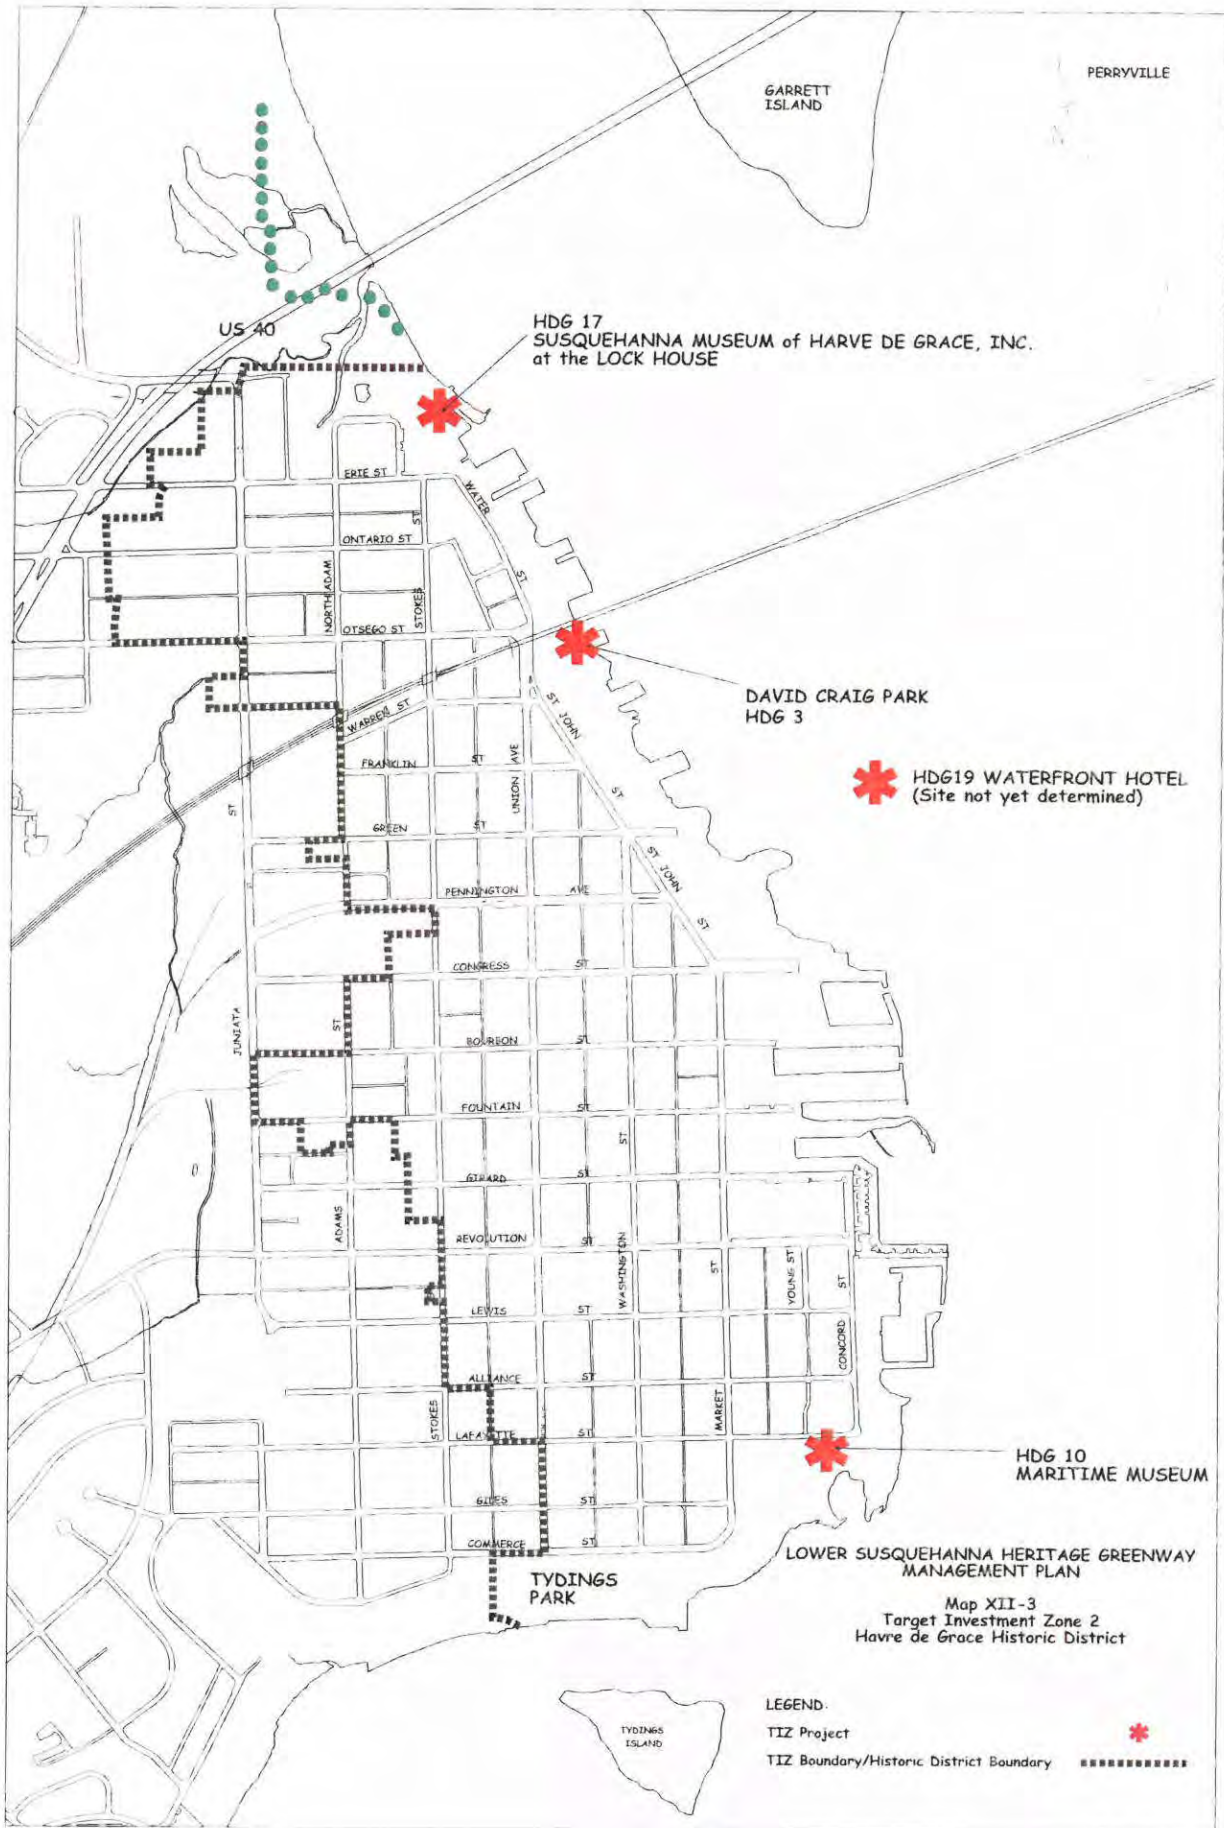 PERRYVILLE
GARRETT
ISLAND
US 40
HDG 17
SUSQUEHANNA MUSEUM of HARVE DE GRACE, INC.
at the LOCK HOUSE
ERIE ST
WATER
ST
ST
ONTARIO ST
NORTH ADAM
STOKES
OTSEGO ST
DAVID CRAIG PARK
HDG 3
ST JOHN
WARREN ST
FRANKLIN
ST
UNION AVE
ST
HDG19 WATERFRONT HOTEL
(Site not yet determined)
ST
GREEN
ST
ST JOHN
PENNINGTON
AVE
ST
CONGRESS
ST
JUNIATA
ST
BOURBON
ST
FOUNTAIN
ST
ST
GIRARD
ST
ADAMS
REVOLUTION
ST
WASHINGTON
ST
YOUNG ST
ST
LEWIS
ST
CONCORD
ALLIANCE
ST
STOKES
MARKET
LAFAYETTE
ST
HDG 10
MARITIME MUSEUM
GILES
ST
COMMERCE
ST
TYDINGS
PARK
LOWER SUSQUEHANNA HERITAGE GREENWAY
MANAGEMENT PLAN
Map XII-3
Target Investment Zone 2
Havre de Grace Historic District
TYDINGS
ISLAND
LEGEND:
TIZ Project
TIZ Boundary/Historic District Boundary